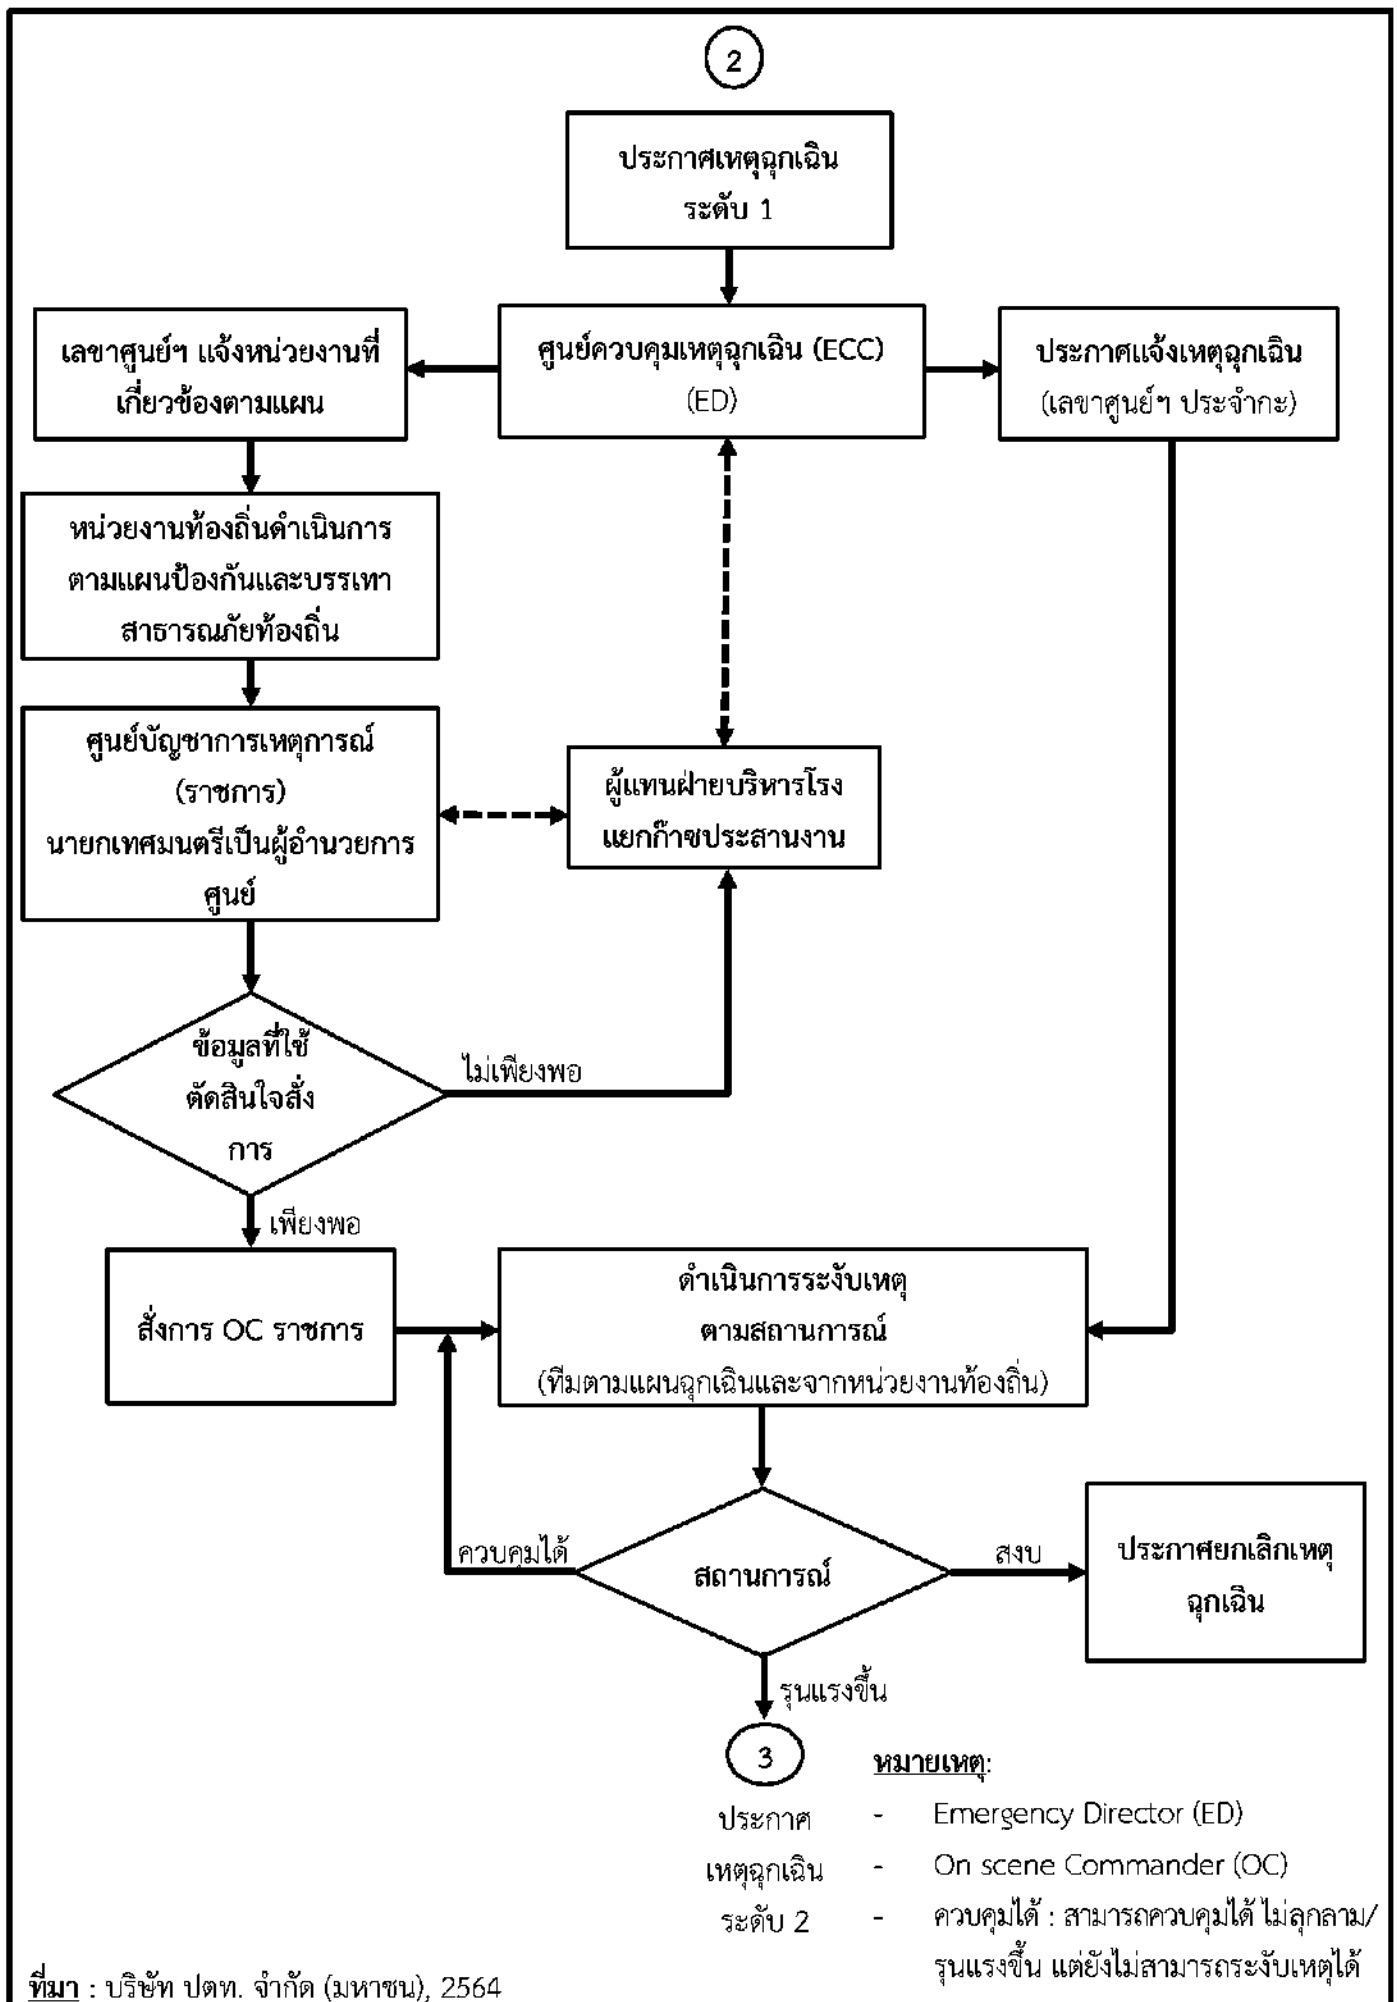 2
ประกาศเหตุฉุกเฉิน
ระดับ 1
เลขาศูนย์ฯ แจ้งหน่วยงานที่
เกี่ยวข้องตามแผน
ศูนย์ควบคุมเหตุฉุกเฉิน (ECC)
(ED)
ประกาศแจ้งเหตุฉุกเฉิน
(เลขาศูนย์ฯ ประจำกะ)
หน่วยงานท้องถิ่นดำเนินการ
ตามแผนป้องกันและบรรเทา
สาธารณภัยท้องถิ่น
ศูนย์บัญชาการเหตุการณ์
(ราชการ)
นายกเทศมนตรีเป็นผู้อำนวยการ
ศูนย์
ผู้แทนฝ่ายบริหารโรง
แยกก๊าซประสานงาน
ข้อมูลที่ใช้
ตัดสินใจสั่ง
การ
ไม่เพียงพอ
เพียงพอ
สั่งการ OC ราชการ
ดำเนินการระงับเหตุ
ตามสถานการณ์
(ทีมตามแผนฉุกเฉินและจากหน่วยงานท้องถิ่น)
ควบคุมได้
สถานการณ์
สงบ
ประกาศยกเลิกเหตุ
ฉุกเฉิน
รุนแรงขึ้น
3
ประกาศ
เหตุฉุกเฉิน
ระดับ 2
หมายเหตุ:
- Emergency Director (ED)
- On scene Commander (OC)
- ควบคุมได้ : สามารถควบคุมได้ ไม่ลุกลาม/
รุนแรงขึ้น แต่ยังไม่สามารถระงับเหตุได้
ที่มา : บริษัท ปตท. จำกัด (มหาชน), 2564